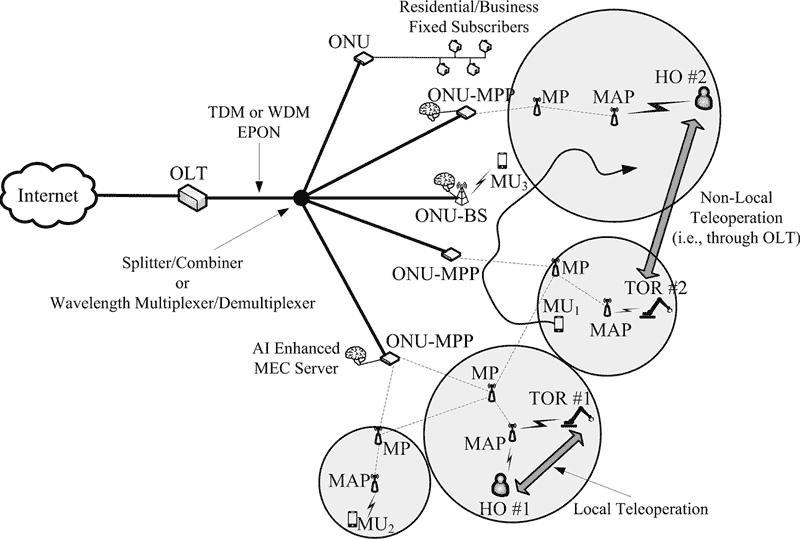 Residential/Business
Fixed Subscribers
ONU
ONU-MPP
MP
MAP
HO #2
TDM or WDM
EPON
OLT
Internet
MU3
ONU-BS
Non-Local
Teleoperation
(i.e., through OLT)
Splitter/Combiner
or
Wavelength Multiplexer/Demultiplexer
ONU-MPP
MP
TOR #2
MU1
MAP
AI Enhanced
MEC Server
ONU-MPP
MP
TOR #1
MAP
MP
MAP
HO #1
Local Teleoperation
MU2